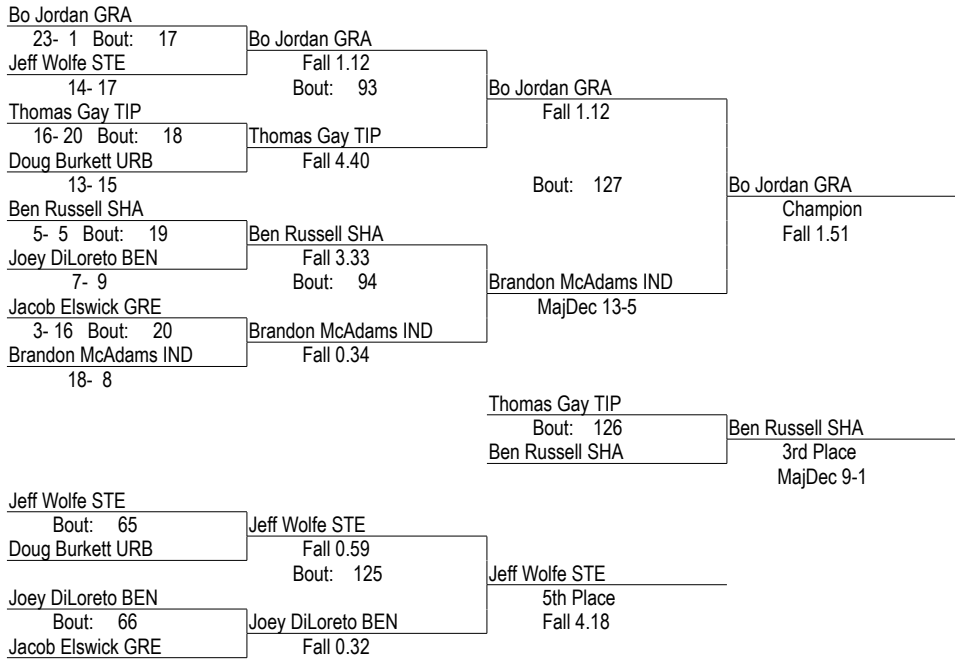 Bo Jordan GRA
23- 1 Bout: 17 Bo Jordan GRA
Jeff Wolfe STE Fall 1.12
14- 17 Bout: 93 Bo Jordan GRA
Thomas Gay TIP Fall 1.12
16- 20 Bout: 18 Thomas Gay TIP
Doug Burkett URB Fall 4.40
13- 15 Bout: 127 Bo Jordan GRA
Ben Russell SHA Champion
5- 5 Bout: 19 Ben Russell SHA Fall 1.51
Joey DiLoreto BEN Fall 3.33
7- 9 Bout: 94 Brandon McAdams IND
Jacob Elswick GRE MajDec 13-5
3- 16 Bout: 20 Brandon McAdams IND
Brandon McAdams IND Fall 0.34
18- 8
Thomas Gay TIP
Bout: 126 Ben Russell SHA
Ben Russell SHA 3rd Place
MajDec 9-1
Jeff Wolfe STE
Bout: 65 Jeff Wolfe STE
Doug Burkett URB Fall 0.59
Bout: 125 Jeff Wolfe STE
Joey DiLoreto BEN 5th Place
Bout: 66 Joey DiLoreto BEN Fall 4.18
Jacob Elswick GRE Fall 0.32